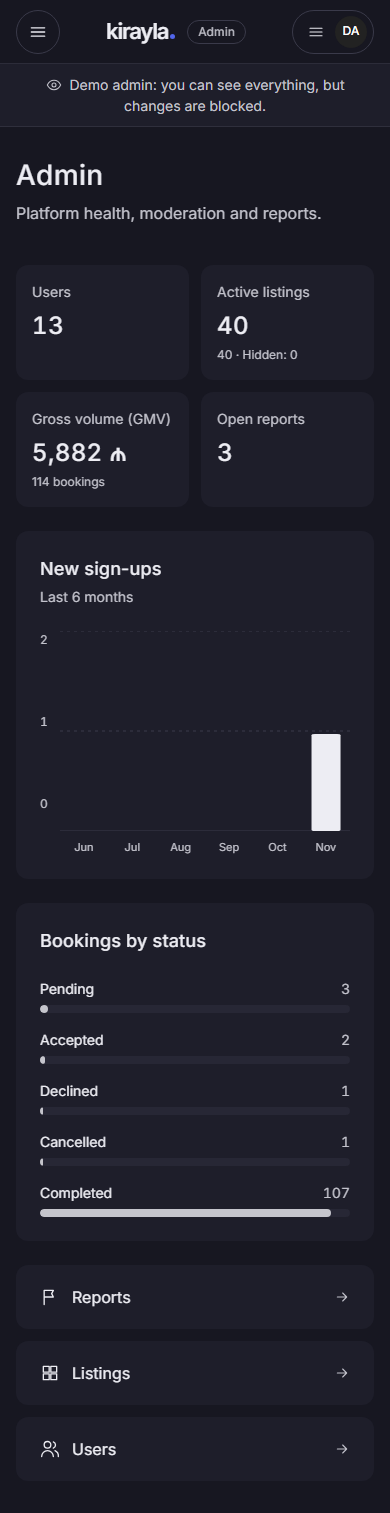 kirayla.
Admin
DA
Demo admin: you can see everything, but
changes are blocked.
Admin
Platform health, moderation and reports.
Users
13
Active listings
40
40 · Hidden: 0
Gross volume (GMV)
5,882 ₼
114 bookings
Open reports
3
New sign-ups
Last 6 months
2
1
0
Jun Jul Aug Sep Oct Nov
Bookings by status
Pending 3
Accepted 2
Declined 1
Cancelled 1
Completed 107
Reports
Listings
Users